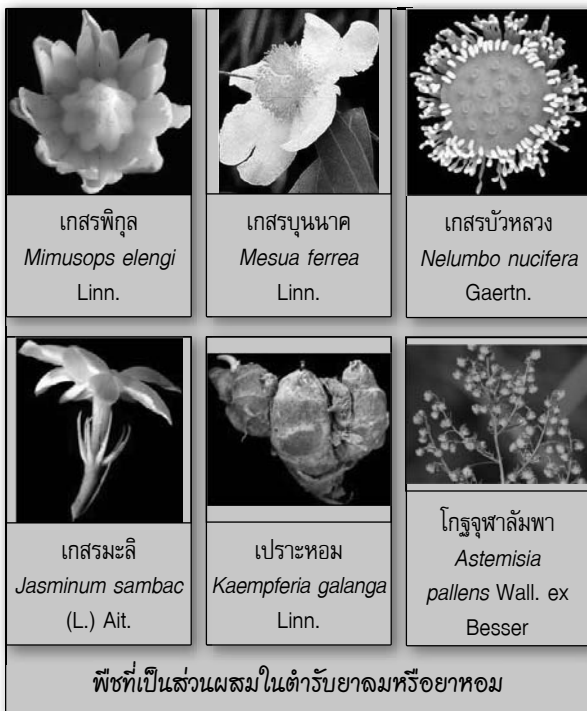 เกสรพิกุล
Mimusops elengi
Linn.
เกสรบุนนาค
Mesua ferrea
Linn.
เกสรบัวหลวง
Nelumbo nucifera
Gaertn.
เกสรมะลิ
Jasminum sambac
(L.) Ait.
เปราะหอม
Kaempferia galanga
Linn.
โกฐจุฬาลัมพา
Astemisia
pallens Wall. ex
Besser
พืชที่เป็นส่วนผสมในตำรับยาลมหรือยาหอม